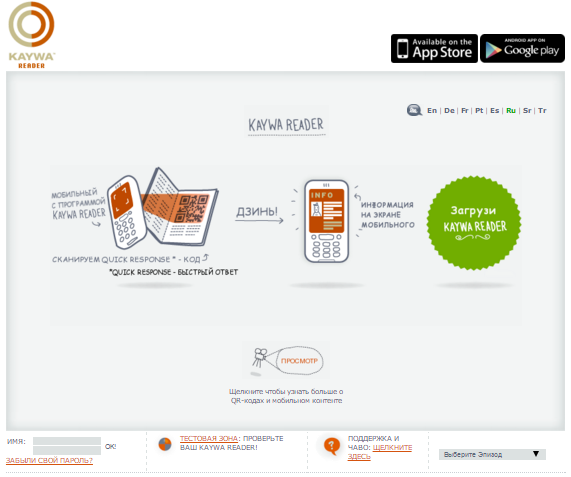 KAYWA®
READER
Available on the
App Store
ANDROID APP ON
Google play
En | De | Fr | Pt | Es | Ru | Sr | Tr
KAYWA READER
МОБИЛЬНЫЙ
С ПРОГРАММОЙ
KAYWA READER
СКАНИРУЕМ QUICK RESPONSE * - КОД
*QUICK RESPONSE - БЫСТРЫЙ ОТВЕТ
ДЗИНЬ!
INFO
ИНФОРМАЦИЯ
НА ЭКРАНЕ
МОБИЛЬНОГО
Загрузи
KAYWA READER
ПРОСМОТР
Щелкните чтобы узнать больше о
QR-кодах и мобильном контенте
ИМЯ:
OK!
ЗАБЫЛИ СВОЙ ПАРОЛЬ?
ТЕСТОВАЯ ЗОНА: ПРОВЕРЬТЕ
ВАШ KAYWA READER!
ПОДДЕРЖКА И
ЧАВО: ЩЕЛКНИТЕ
ЗДЕСЬ
Выберите Эпизод